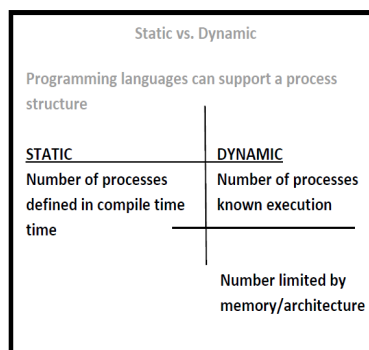 Static vs. Dynamic
Programming languages can support a process
structure
STATIC
Number of processes
defined in compile time
time
DYNAMIC
Number of processes
known execution
Number limited by
memory/architecture